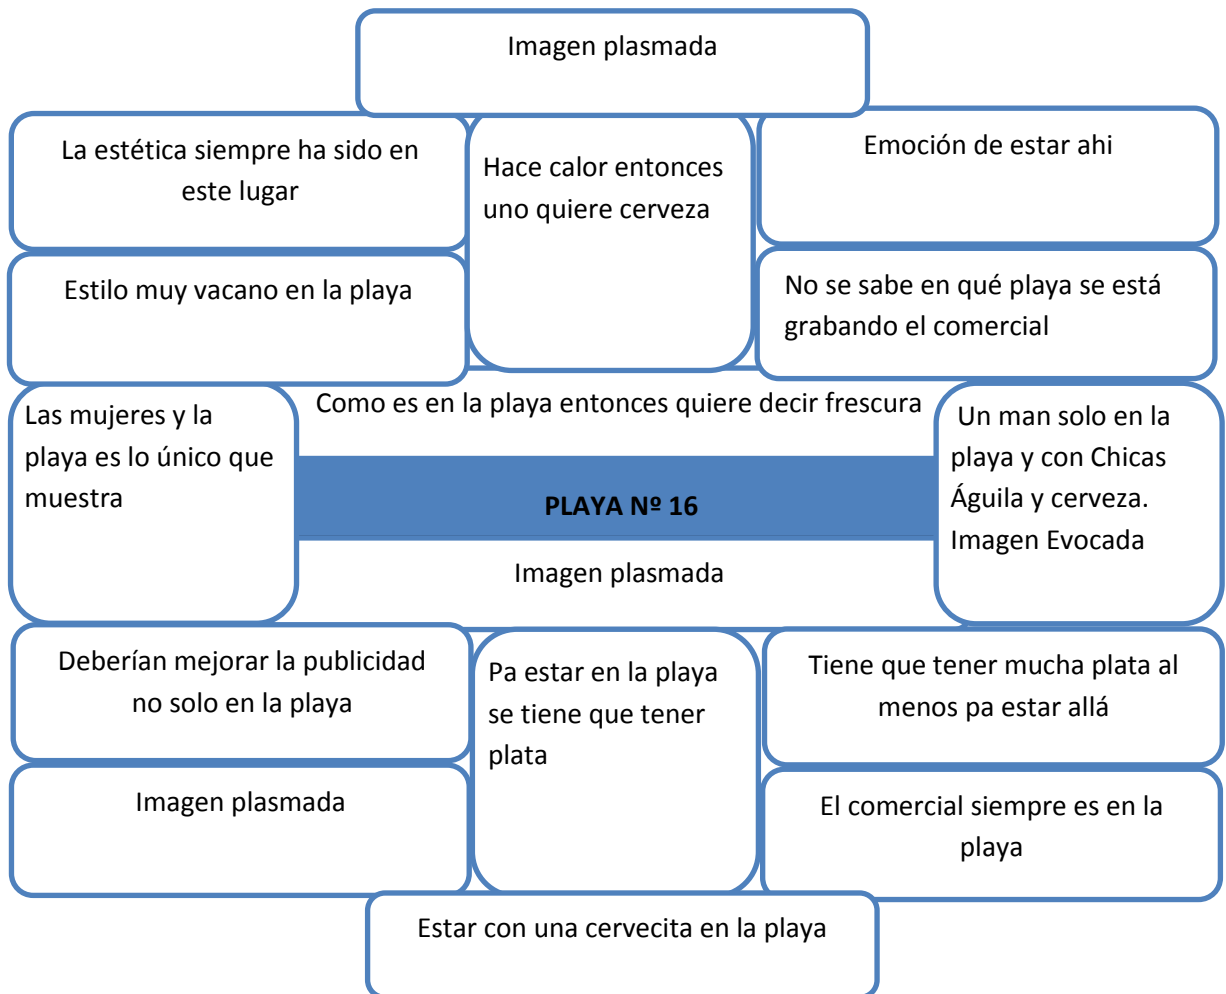 Imagen plasmada
La estética siempre ha sido en
este lugar
Hace calor entonces
uno quiere cerveza
Emoción de estar ahi
Estilo muy vacano en la playa
No se sabe en qué playa se está
grabando el comercial
Las mujeres y la
playa es lo único que
muestra
Como es en la playa entonces quiere decir frescura
Un man solo en la
playa y con Chicas
Águila y cerveza.
Imagen Evocada
PLAYA Nº 16
Imagen plasmada
Deberían mejorar la publicidad
no solo en la playa
Pa estar en la playa
se tiene que tener
plata
Tiene que tener mucha plata al
menos pa estar allá
Imagen plasmada
El comercial siempre es en la
playa
Estar con una cervecita en la playa